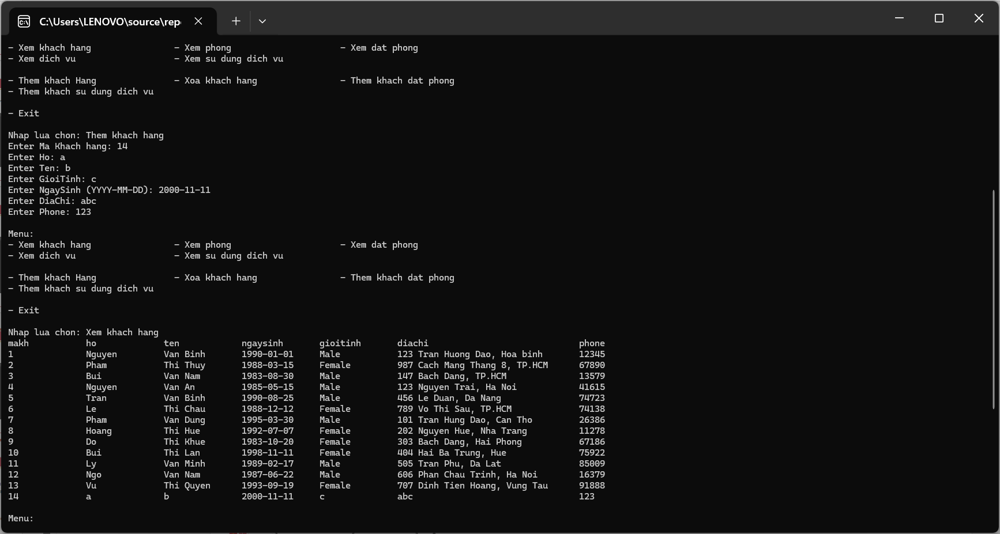 C:\Users\LENOVO\source\rep
- Xem khach hang                - Xem phong                     - Xem dat phong
- Xem dich vu                   - Xem su dung dich vu
- Them khach Hang               - Xoa khach hang                - Them khach dat phong
- Them khach su dung dich vu
- Exit
Nhap lua chon: Them khach hang
Enter Ma Khach hang: 14
Enter Ho: a
Enter Ten: b
Enter GioiTinh: c
Enter NgaySinh (YYYY-MM-DD): 2000-11-11
Enter DiaChi: abc
Enter Phone: 123
Menu:
- Xem khach hang                - Xem phong                     - Xem dat phong
- Xem dich vu                   - Xem su dung dich vu
- Them khach Hang               - Xoa khach hang                - Them khach dat phong
- Them khach su dung dich vu
- Exit
Nhap lua chon: Xem khach hang
makh           ho             ten            ngaysinh       gioitinh       diachi                             phone
1              Nguyen         Van Binh       1990-01-01     Male           123 Tran Huong Dao, Hoa binh       12345
2              Pham           Thi Thuy       1988-03-15     Female         987 Cach Mang Thang 8, TP.HCM      67890
3              Bui            Van Nam        1983-08-30     Male           147 Bach Dang, TP.HCM              13579
4              Nguyen         Van An         1985-05-15     Male           123 Nguyen Trai, Ha Noi            41615
5              Tran           Van Binh       1990-08-25     Male           456 Le Duan, Da Nang               74723
6              Le             Thi Chau       1988-12-12     Female         789 Vo Thi Sau, TP.HCM             74138
7              Pham           Van Dung       1995-03-30     Male           101 Tran Hung Dao, Can Tho         26386
8              Hoang          Thi Hue        1992-07-07     Female         202 Nguyen Hue, Nha Trang          11278
9              Do             Thi Khue       1983-10-20     Female         303 Bach Dang, Hai Phong           67186
10             Bui            Thi Lan        1998-11-11     Female         404 Hai Ba Trung, Hue              75922
11             Ly             Van Minh       1989-02-17     Male           505 Tran Phu, Da Lat               85009
12             Ngo            Van Nam        1987-06-22     Male           606 Phan Chau Trinh, Ha Noi        16379
13             Vu             Thi Quyen      1993-09-19     Female         707 Dinh Tien Hoang, Vung Tau      91888
14             a              b              2000-11-11     c              abc                                123
Menu: